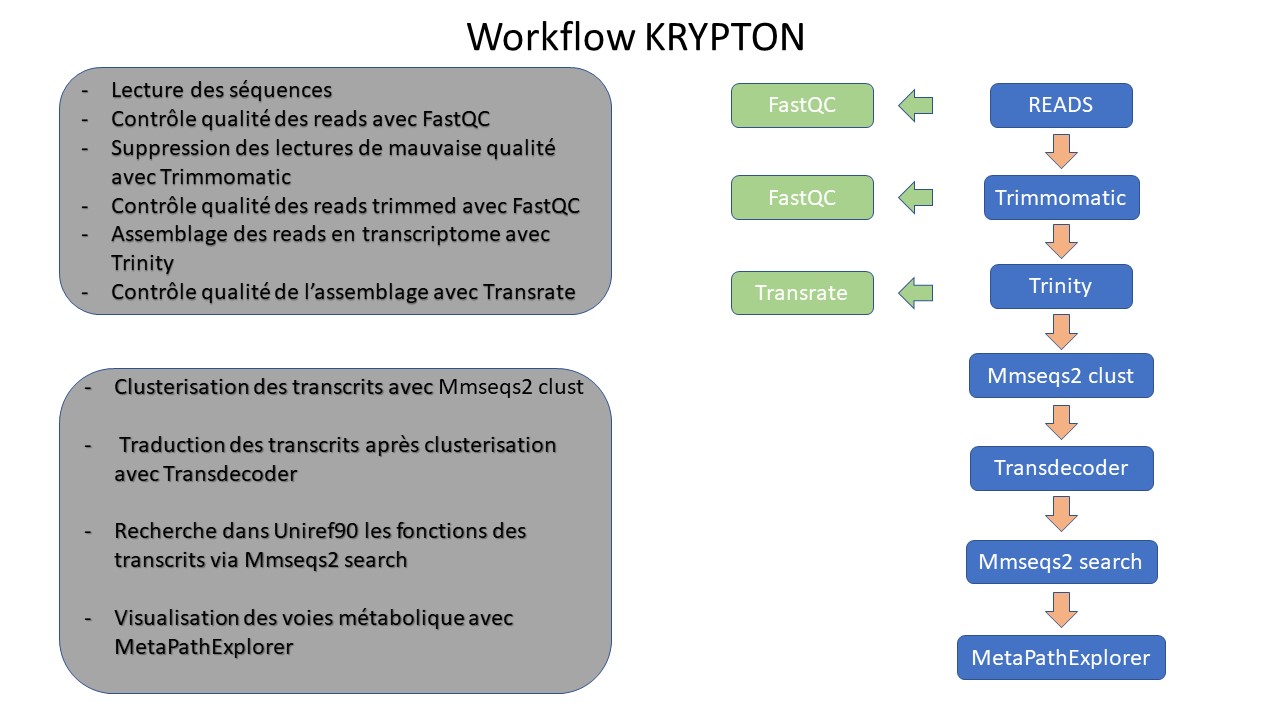 Workflow KRYPTON
- Lecture des séquences
- Contrôle qualité des reads avec FastQC
- Suppression des lectures de mauvaise qualité
avec Trimmomatic
- Contrôle qualité des reads trimmed avec FastQC
- Assemblage des reads en transcriptome avec
Trinity
- Contrôle qualité de l’assemblage avec Transrate
- Clusterisation des transcrits avec Mmseqs2 clust
- Traduction des transcrits après clusterisation
avec Transdecoder
- Recherche dans Uniref90 les fonctions des
transcrits via Mmseqs2 search
- Visualisation des voies métabolique avec
MetaPathExplorer
FastQC
READS
FastQC
Trimmomatic
Transrate
Trinity
Mmseqs2 clust
Transdecoder
Mmseqs2 search
MetaPathExplorer